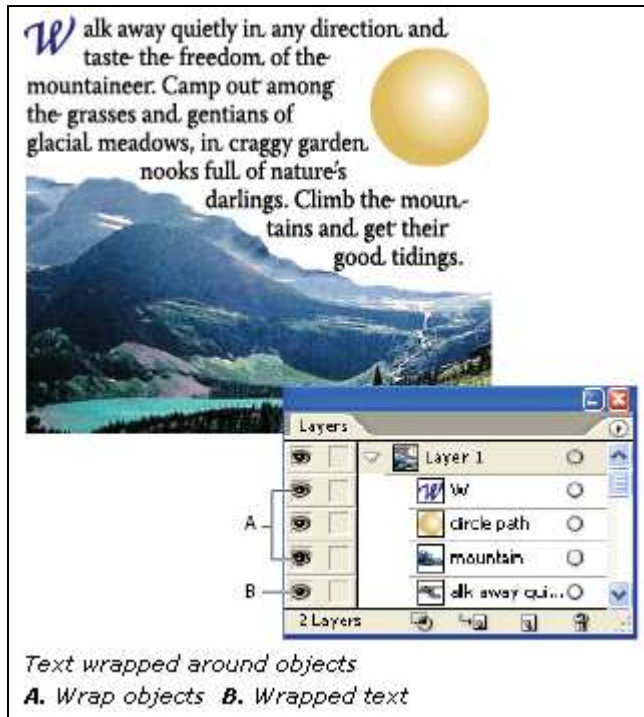 W alk away quietly in any direction and
taste the freedom of the
mountaineer. Camp out among
the grasses and gentians of
glacial meadows, in craggy garden
nooks full of nature's
darlings. Climb the moun-
tains and get their
good tidings.
Layers
Layer 1
W
circle path
A
mountain
B
alk away qui...
2 Layers
Text wrapped around objects
A. Wrap objects B. Wrapped text